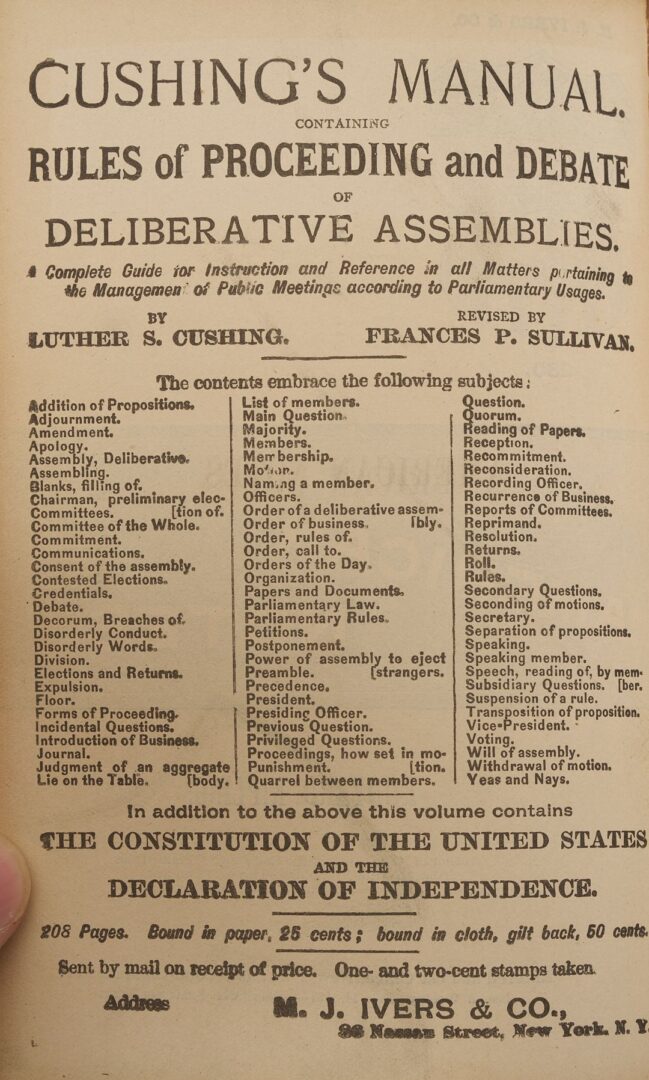 CUSHING'S MANUAL.
CONTAINING
RULES of PROCEEDING and DEBATE
OF
DELIBERATIVE ASSEMBLIES.
A Complete Guide for Instruction and Reference in all Matters pertaining to
the Management of Public Meetings according to Parliamentary Usages.
BY
LUTHER S. CUSHING.
REVISED BY
FRANCES P. SULLIVAN.
The contents embrace the following subjects:
Addition of Propositions.
Adjournment.
Amendment.
Apology.
Assembly, Deliberative.
Assembling.
Blanks, filling of.
Chairman, preliminary elec-
Committees. [tion of.
Committee of the Whole.
Commitment.
Communications.
Consent of the assembly.
Contested Elections.
Credentials.
Debate.
Decorum, Breaches of.
Disorderly Conduct.
Disorderly Words.
Division.
Elections and Returns.
Expulsion.
Floor.
Forms of Proceeding.
Incidental Questions.
Introduction of Business.
Journal.
Judgment of an aggregate
Lie on the Table. [body.
List of members.
Main Question.
Majority.
Members.
Membership.
Motion.
Naming a member.
Officers.
Order of a deliberative assem-
Order of business. [bly.
Order, rules of.
Order, call to.
Orders of the Day.
Organization.
Papers and Documents.
Parliamentary Law.
Parliamentary Rules.
Petitions.
Postponement.
Power of assembly to eject
Preamble. [strangers.
Precedence.
President.
Presiding Officer.
Previous Question.
Privileged Questions.
Proceedings, how set in mo-
Punishment. [tion.
Quarrel between members.
Question.
Quorum.
Reading of Papers.
Reception.
Recommitment.
Reconsideration.
Recording Officer.
Recurrence of Business.
Reports of Committees.
Reprimand.
Resolution.
Returns.
Roll.
Rules.
Secondary Questions.
Seconding of motions.
Secretary.
Separation of propositions.
Speaking.
Speaking member.
Speech, reading of, by mem-
Subsidiary Questions. [ber.
Suspension of a rule.
Transposition of proposition.
Vice-President.
Voting.
Will of assembly.
Withdrawal of motion.
Yeas and Nays.
In addition to the above this volume contains
THE CONSTITUTION OF THE UNITED STATES
AND THE
DECLARATION OF INDEPENDENCE.
208 Pages. Bound in paper, 25 cents; bound in cloth, gilt back, 50 cents.
Sent by mail on receipt of price. One- and two-cent stamps taken.
Address
M. J. IVERS & CO.,
Nassau Street, New York. N. Y.